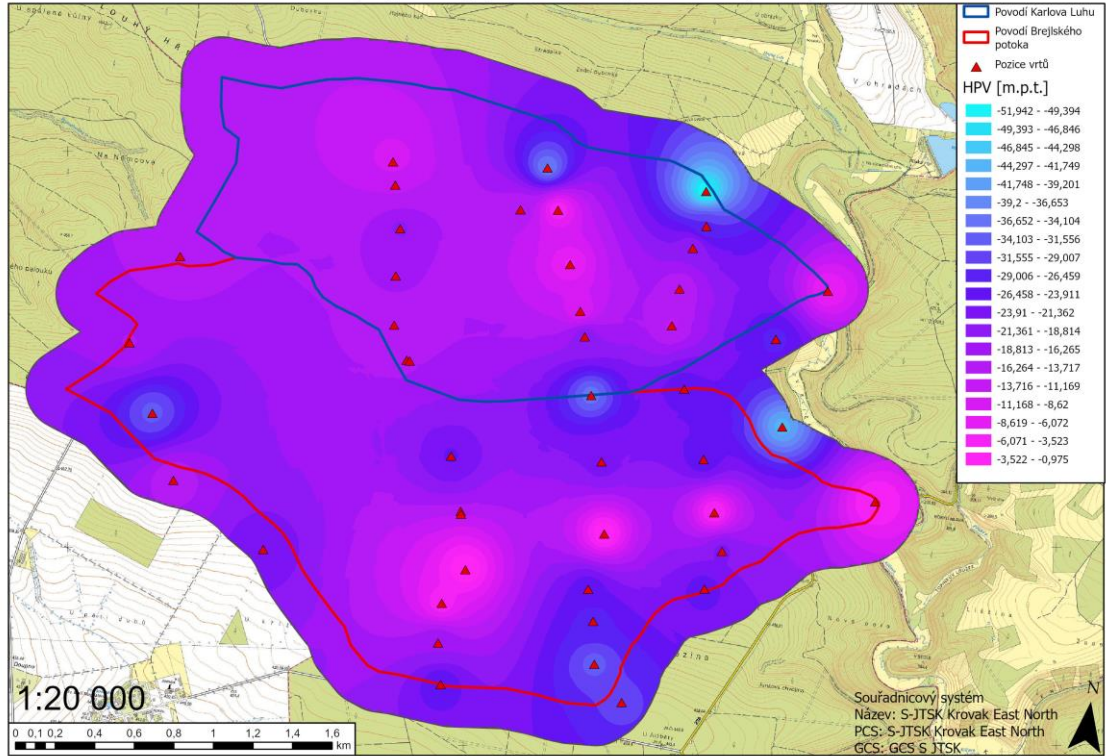 Povodí Karlova Luhu
Povodí Brejlského
potoka
Pozice vrtů
HPV [m.p.t.]
-51,942 - -49,394
-49,393 - -46,846
-46,845 - -44,298
-44,297 - -41,749
-41,748 - -39,201
-39,2 - -36,653
-36,652 - -34,104
-34,103 - -31,556
-31,555 - -29,007
-29,006 - -26,459
-26,458 - -23,911
-23,91 - -21,362
-21,361 - -18,814
-18,813 - -16,265
-16,264 - -13,717
-13,716 - -11,169
-11,168 - -8,62
-8,619 - -6,072
-6,071 - -3,523
-3,522 - -0,975
V ohradách
Na Němcově
1:20 000
0 0,1 0,2 0,4 0,6 0,8 1 1,2 1,4 1,6
km
Souřadnicový systém
Název: S-JTSK Krovak East North
PCS: S-JTSK Krovak East North
GCS: GCS S JTSK
N